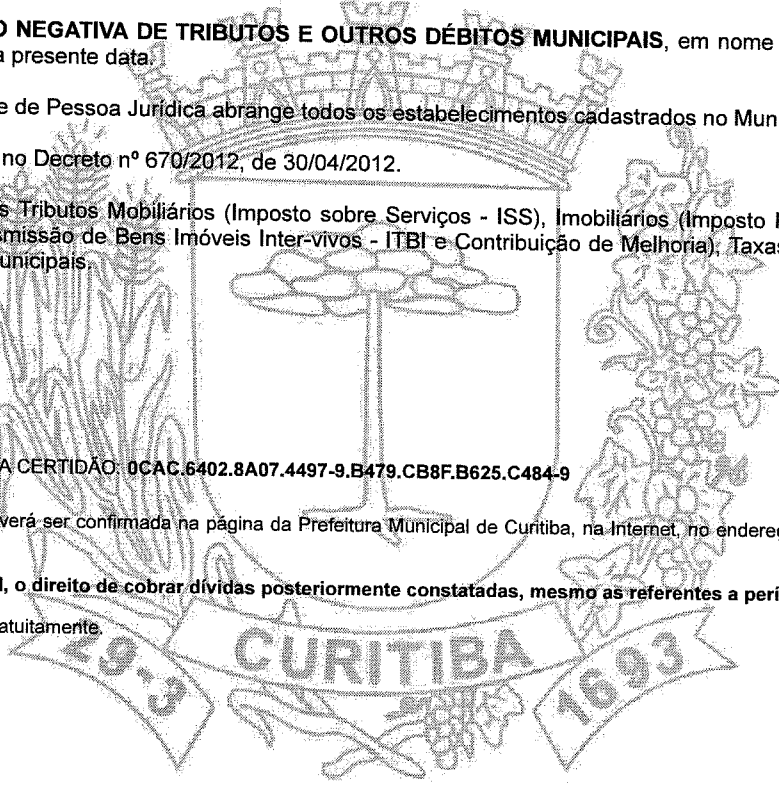 O NEGATIVA DE TRIBUTOS E OUTROS DÉBITOS MUNICIPAIS, em nome
a presente data.
e de Pessoa Jurídica abrange todos os estabelecimentos cadastrados no Mun
no Decreto nº 670/2012, de 30/04/2012.
s Tributos Mobiliários (Imposto sobre Serviços - ISS), Imobiliários (Imposto
smissão de Bens Imóveis Inter-vivos - ITBI e Contribuição de Melhoria), Taxas
unicipais.
A CERTIDÃO: 0CAC.6402.8A07.4497-9.B479.CB8F.B625.C484-9
verá ser confirmada na página da Prefeitura Municipal de Curitiba, na Internet, no endere
l, o direito de cobrar dívidas posteriormente constatadas, mesmo as referentes a perí
atuitamente.
29-3 CURITIBA 1693